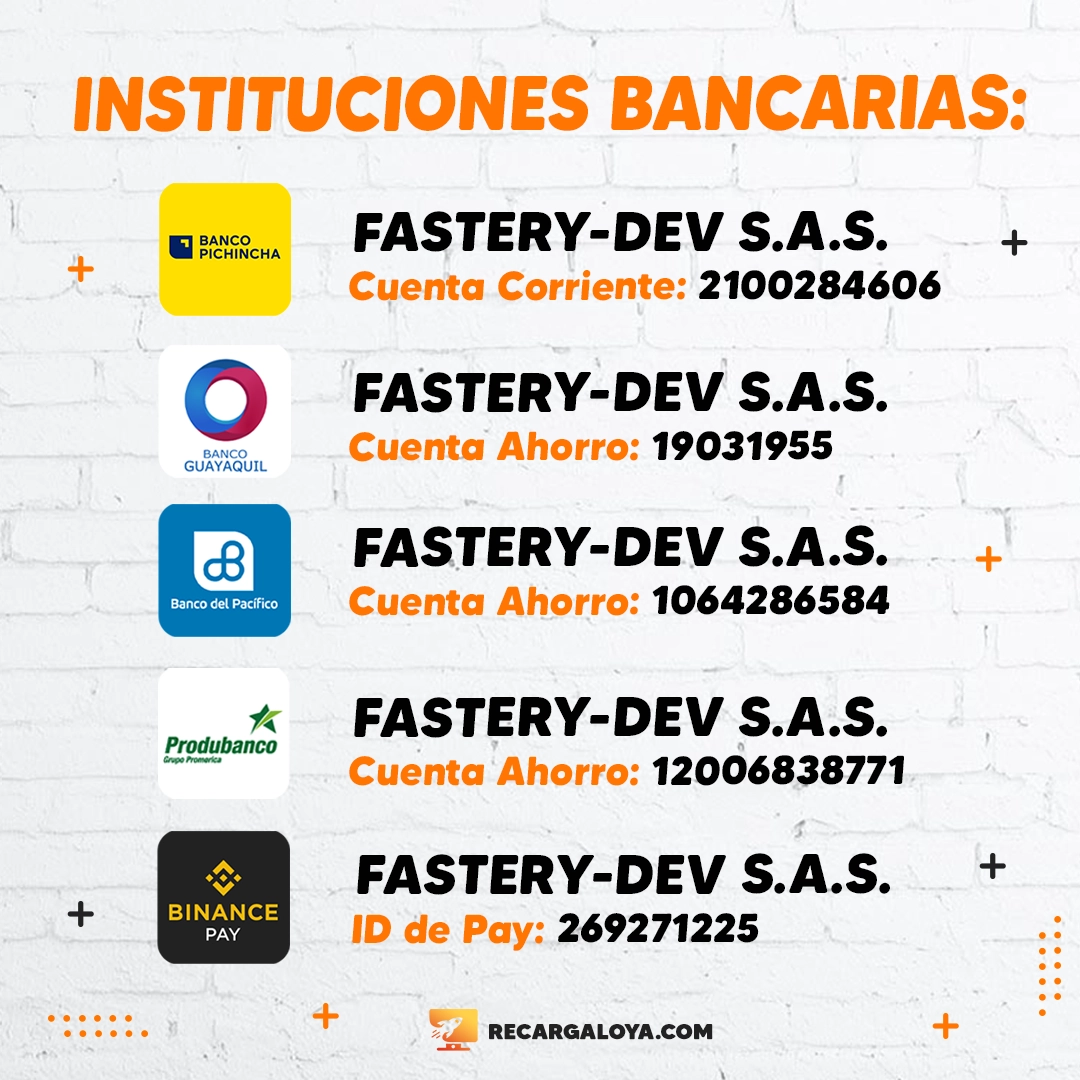 INSTITUCIONES BANCARIAS:
BANCO
PICHINCHA
FASTERY-DEV S.A.S.
Cuenta Corriente: 2100284606
BANCO
GUAYAQUIL
FASTERY-DEV S.A.S.
Cuenta Ahorro: 19031955
Banco del Pacífico
FASTERY-DEV S.A.S.
Cuenta Ahorro: 1064286584
Produbanco
Grupo Promerica
FASTERY-DEV S.A.S.
Cuenta Ahorro: 12006838771
BINANCE
PAY
FASTERY-DEV S.A.S.
ID de Pay: 269271225
RECARGALOYA.COM